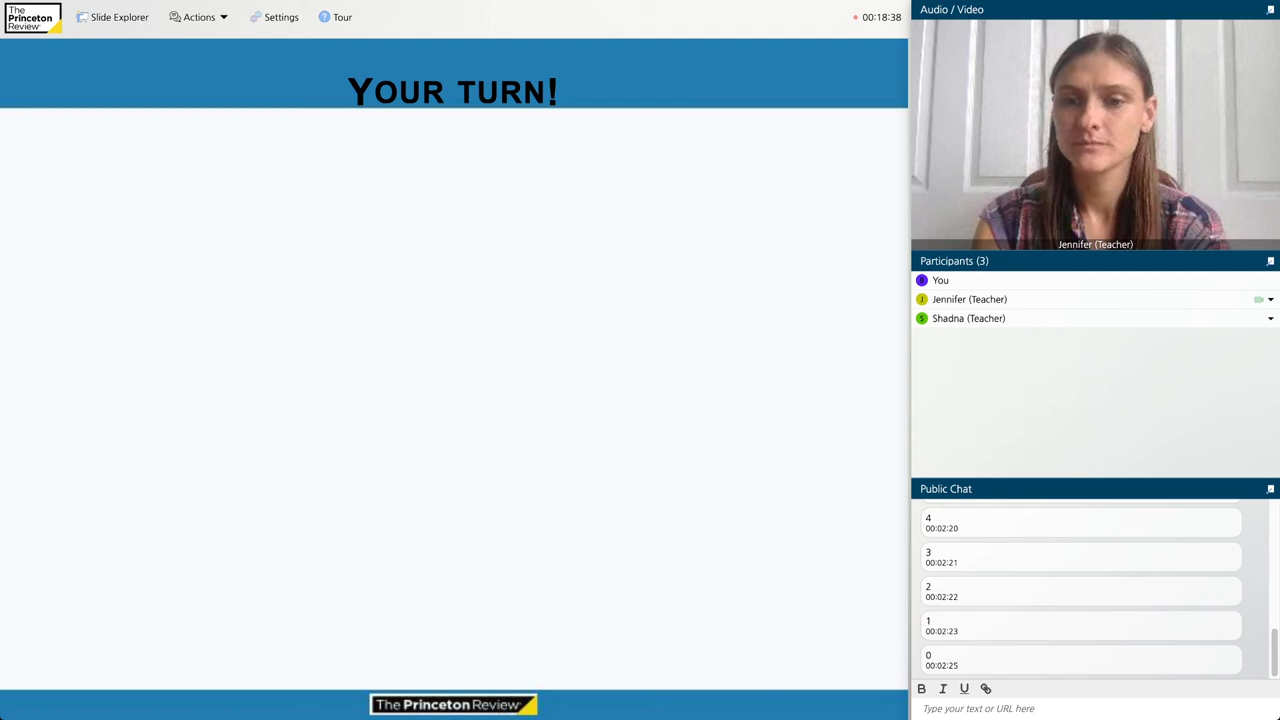 The
Princeton
Review
Slide Explorer
Actions
Settings
Tour
00:18:38
YOUR TURN!
The Princeton Review
Audio / Video
Jennifer (Teacher)
Participants (3)
You
J Jennifer (Teacher)
S Shadna (Teacher)
Public Chat
4
00:02:20
3
00:02:21
2
00:02:22
1
00:02:23
0
00:02:25
B I U
Type your text or URL here